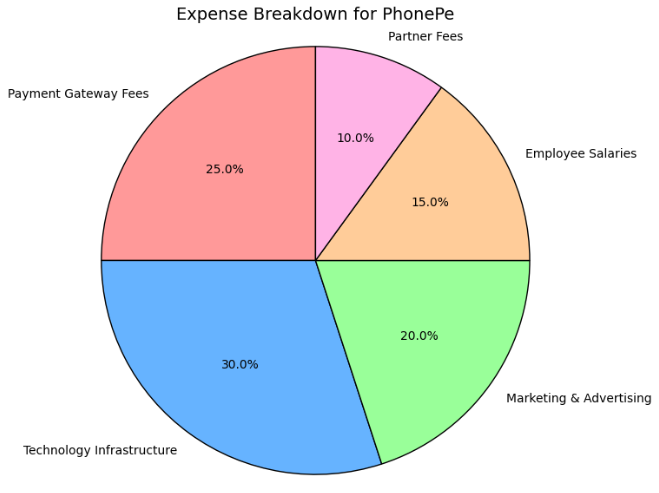 Expense Breakdown for PhonePe
Partner Fees
Payment Gateway Fees
10.0%
Employee Salaries
25.0%
15.0%
20.0%
30.0%
Marketing & Advertising
Technology Infrastructure